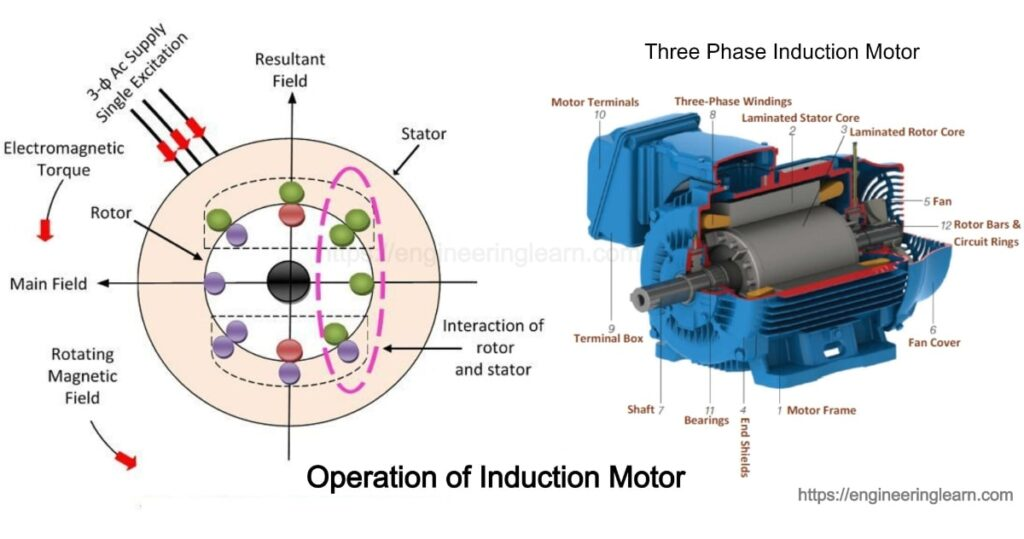 3-ф Ac Supply
Single Excitation
Resultant
Field
Stator
Electromagnetic
Torque
Rotor
Main Field
Interaction of
rotor
and stator
Rotating
Magnetic
Field
https://engineeringlearn.com
Three Phase Induction Motor
Motor Terminals
10
Three-Phase Windings
8
Laminated Stator Core
2
3 Laminated Rotor Core
5 Fan
12 Rotor Bars &
Circuit Rings
9
Terminal Box
6
Fan Cover
Shaft 7
11
Bearings
4
End Shields
1 Motor Frame
Operation of Induction Motor
https://engineeringlearn.com